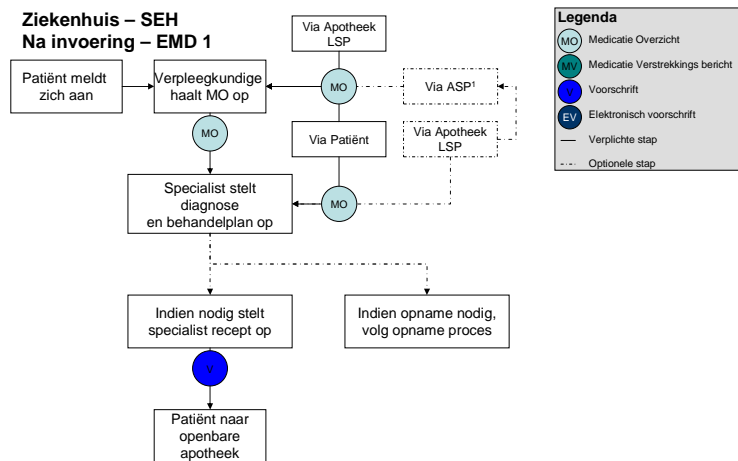 Ziekenhuis – SEH
Na invoering – EMD 1
Via Apotheek
LSP
Patiënt meldt
zich aan
Verpleegkundige
haalt MO op
MO
Via ASP¹
MO
Via Patiënt
Via Apotheek
LSP
Specialist stelt
diagnose
en behandelplan op
MO
Indien nodig stelt
specialist recept op
Indien opname nodig,
volg opname proces
V
Patiënt naar
openbare
apotheek
Legenda
MO Medicatie Overzicht
MV Medicatie Verstrekkings bericht
V Voorschrift
EV Elektronisch voorschrift
Verplichte stap
Optionele stap